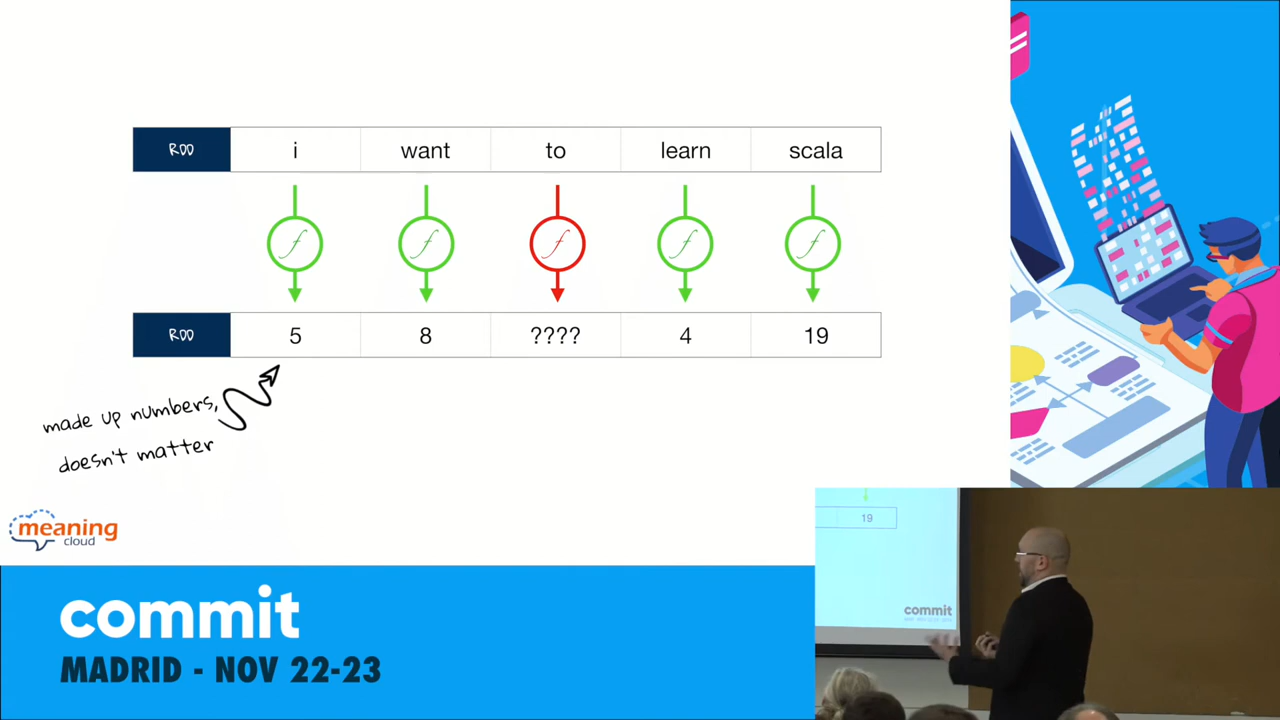 RDD i want to learn scala
f f f f f
RDD 5 8 ???? 4 19
made up numbers,
doesn't matter
meaning
cloud
commit
MADRID - NOV 22-23
19
commit